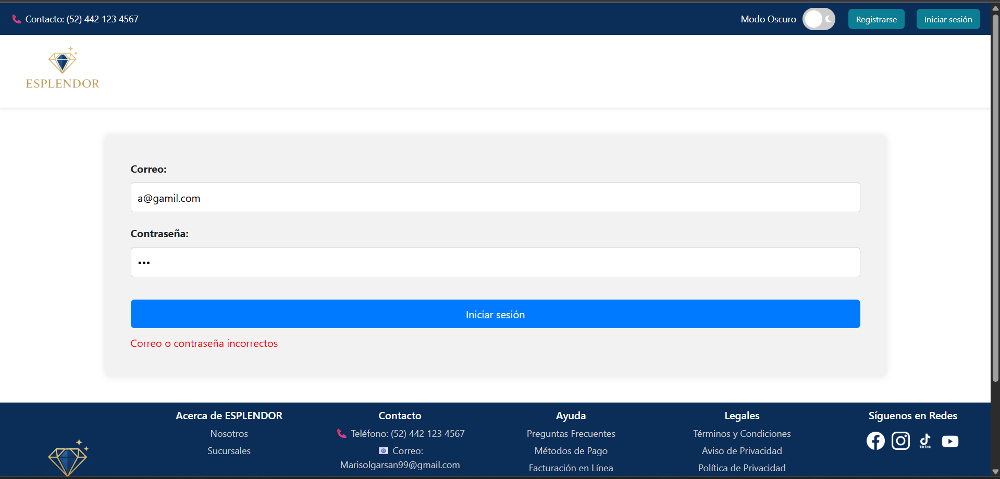 Contacto: (52) 442 123 4567
Modo Oscuro
Registrarse
Iniciar sesión
ESPLENDOR
Correo:
a@gamil.com
Contraseña:
•••
Iniciar sesión
Correo o contraseña incorrectos
Acerca de ESPLENDOR
Nosotros
Sucursales
Contacto
Teléfono: (52) 442 123 4567
Correo:
Marisolgarsan99@gmail.com
Ayuda
Preguntas Frecuentes
Métodos de Pago
Facturación en Línea
Legales
Términos y Condiciones
Aviso de Privacidad
Política de Privacidad
Síguenos en Redes
TikTok